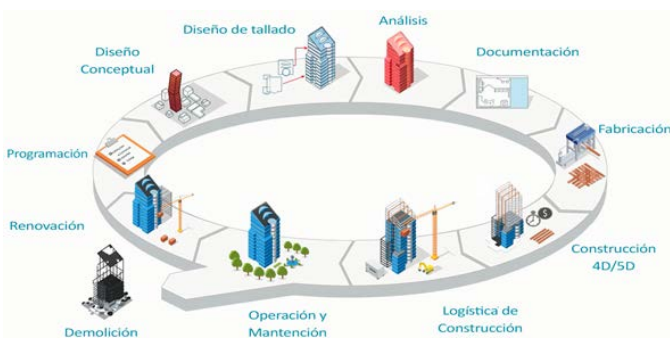 Diseño de tallado
Análisis
Diseño
Conceptual
Documentación
Fabricación
Programación
Renovación
Construcción
4D/5D
Logística de
Construcción
Operación y
Mantención
Demolición